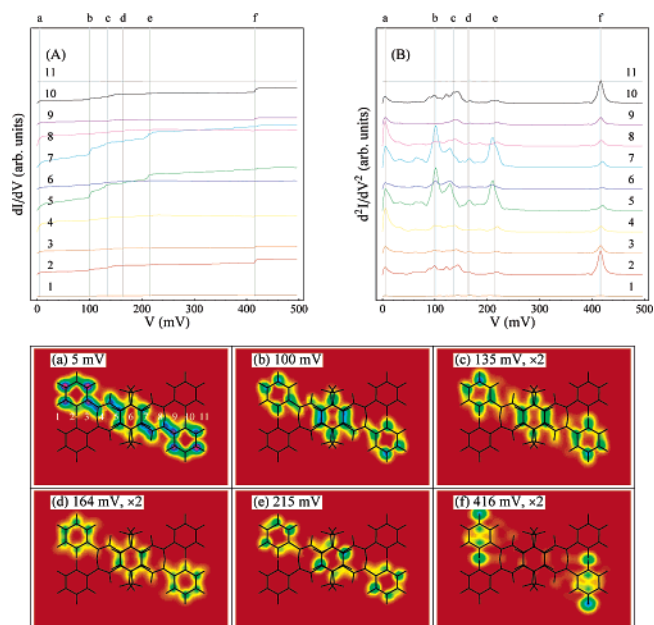 a b c d e f
a b c d e f
(A)
(B)
11
10
9
8
7
6
5
4
3
2
1
11
10
9
8
7
6
5
4
3
2
1
dI/dV (arb. units)
d²I/dV² (arb. units)
0 100 200 300 400 500
0 100 200 300 400 500
V (mV)
V (mV)
(a) 5 mV
(b) 100 mV
(c) 135 mV, ×2
1 2 3 4 5 6 7 8 9 10 11
(d) 164 mV, ×2
(e) 215 mV
(f) 416 mV, ×2